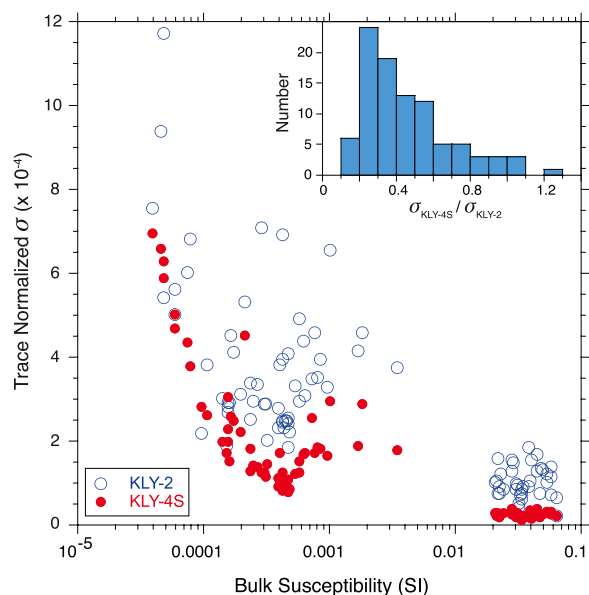 Trace Normalized σ (x 10⁻⁴)
12
10
8
6
4
2
0
Number
20
15
10
5
0
0 0.4 0.8 1.2
σKLY-4S / σKLY-2
KLY-2
KLY-4S
10⁻⁵ 0.0001 0.001 0.01 0.1
Bulk Susceptibility (SI)